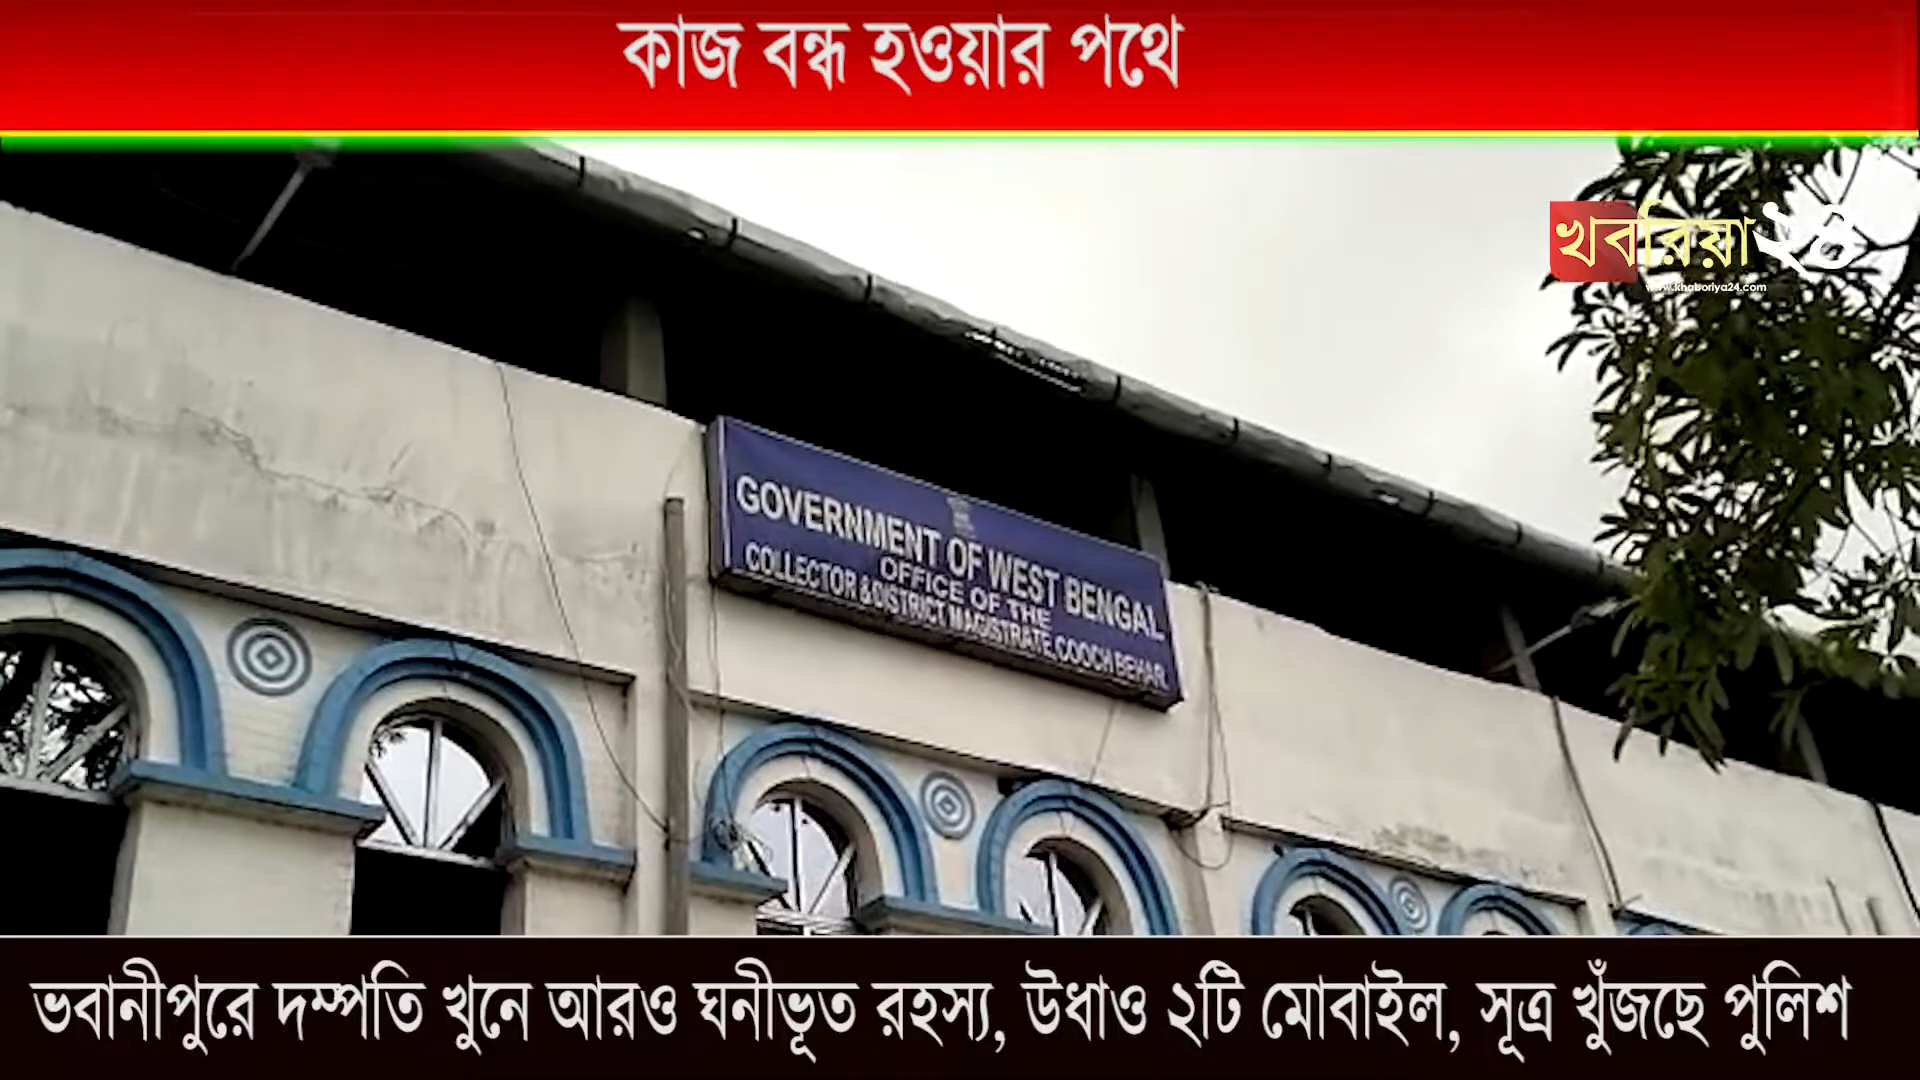 কাজ বন্ধ হওয়ার পথে
খবরিয়া২৪
www.khaboriya24.com
GOVERNMENT OF WEST BENGAL
OFFICE OF THE
COLLECTOR & DISTRICT MAGISTRATE, COOCH BEHAR.
ভবানীপুরে দম্পতি খুনে আরও ঘনীভূত রহস্য, উধাও ২টি মোবাইল, সূত্র খুঁজছে পুলিশ